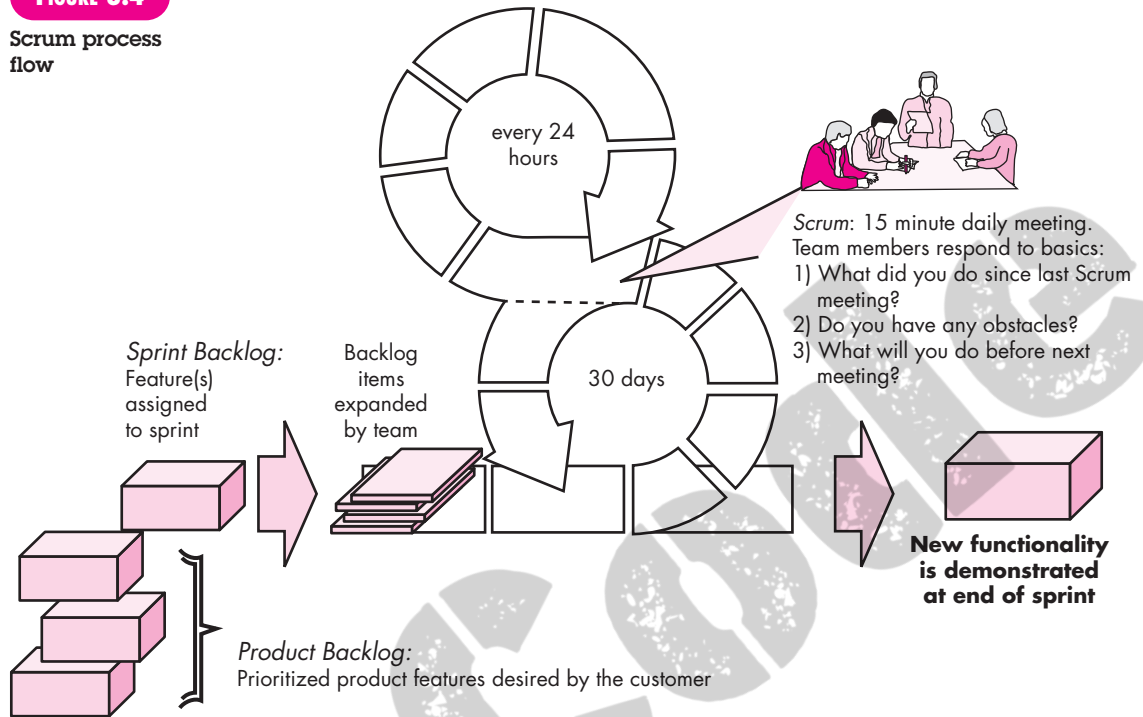 Scrum process
flow
every 24
hours
Scrum: 15 minute daily meeting.
Team members respond to basics:
1) What did you do since last Scrum
meeting?
2) Do you have any obstacles?
3) What will you do before next
meeting?
30 days
Sprint Backlog:
Feature(s)
assigned
to sprint
Backlog
items
expanded
by team
New functionality
is demonstrated
at end of sprint
Product Backlog:
Prioritized product features desired by the customer
code